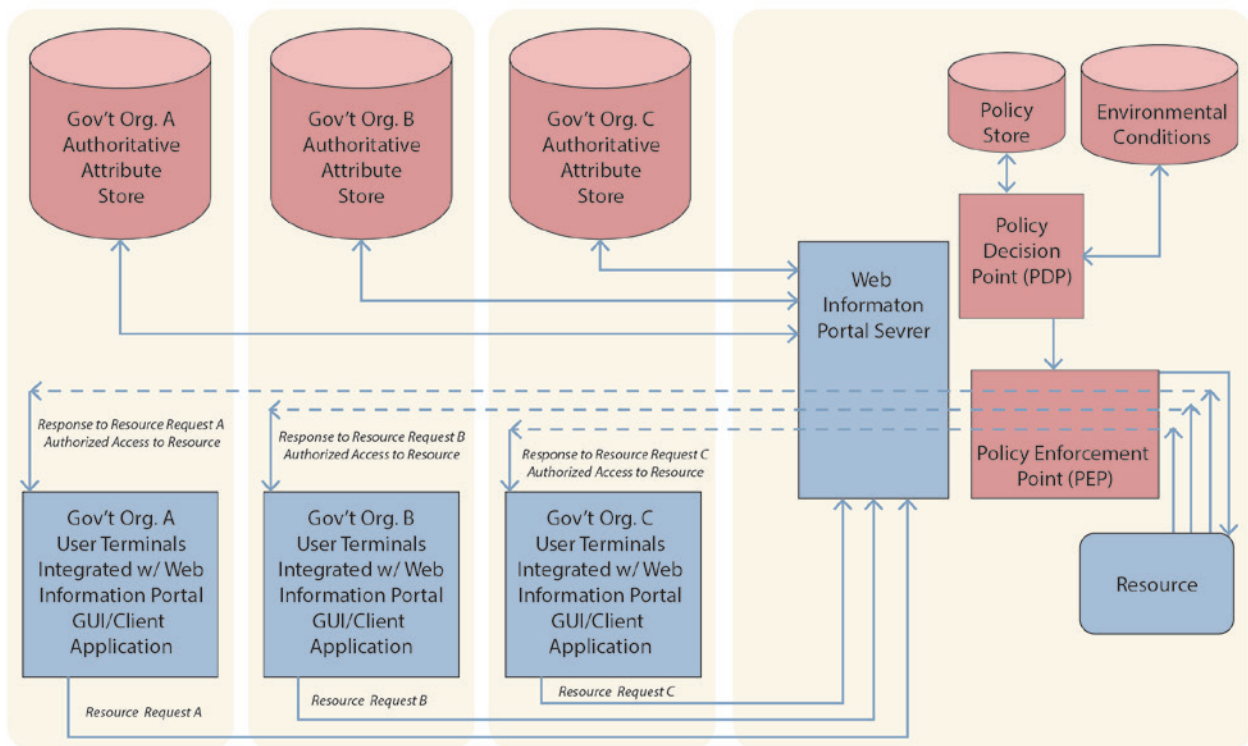 Gov't Org. A
Authoritative
Attribute
Store
Gov't Org. B
Authoritative
Attribute
Store
Gov't Org. C
Authoritative
Attribute
Store
Policy
Store
Environmental
Conditions
Policy
Decision
Point (PDP)
Web
Informaton
Portal Sevrer
Response to Resource Request A
Authorized Access to Resource
Response to Resource Request B
Authorized Access to Resource
Response to Resource Request C
Authorized Access to Resource
Policy Enforcement
Point (PEP)
Gov't Org. A
User Terminals
Integrated w/ Web
Information Portal
GUI/Client
Application
Gov't Org. B
User Terminals
Integrated w/ Web
Information Portal
GUI/Client
Application
Gov't Org. C
User Terminals
Integrated w/ Web
Information Portal
GUI/Client
Application
Resource
Resource Request A
Resource Request B
Resource Request C